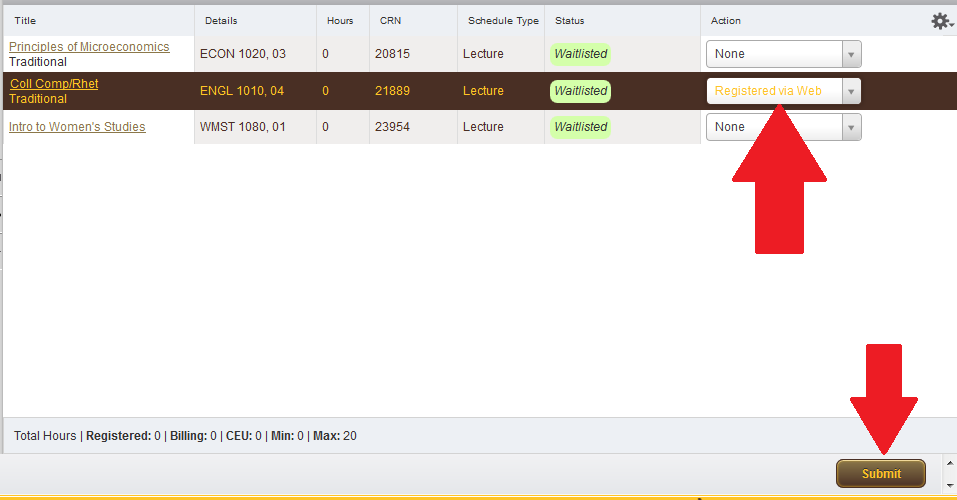 Title Details Hours CRN Schedule Type Status Action
Principles of Microeconomics
Traditional
ECON 1020, 03 0 20815 Lecture Waitlisted None
Coll Comp/Rhet
Traditional
ENGL 1010, 04 0 21889 Lecture Waitlisted Registered via Web
Intro to Women's Studies WMST 1080, 01 0 23954 Lecture Waitlisted None
Total Hours | Registered: 0 | Billing: 0 | CEU: 0 | Min: 0 | Max: 20
Submit